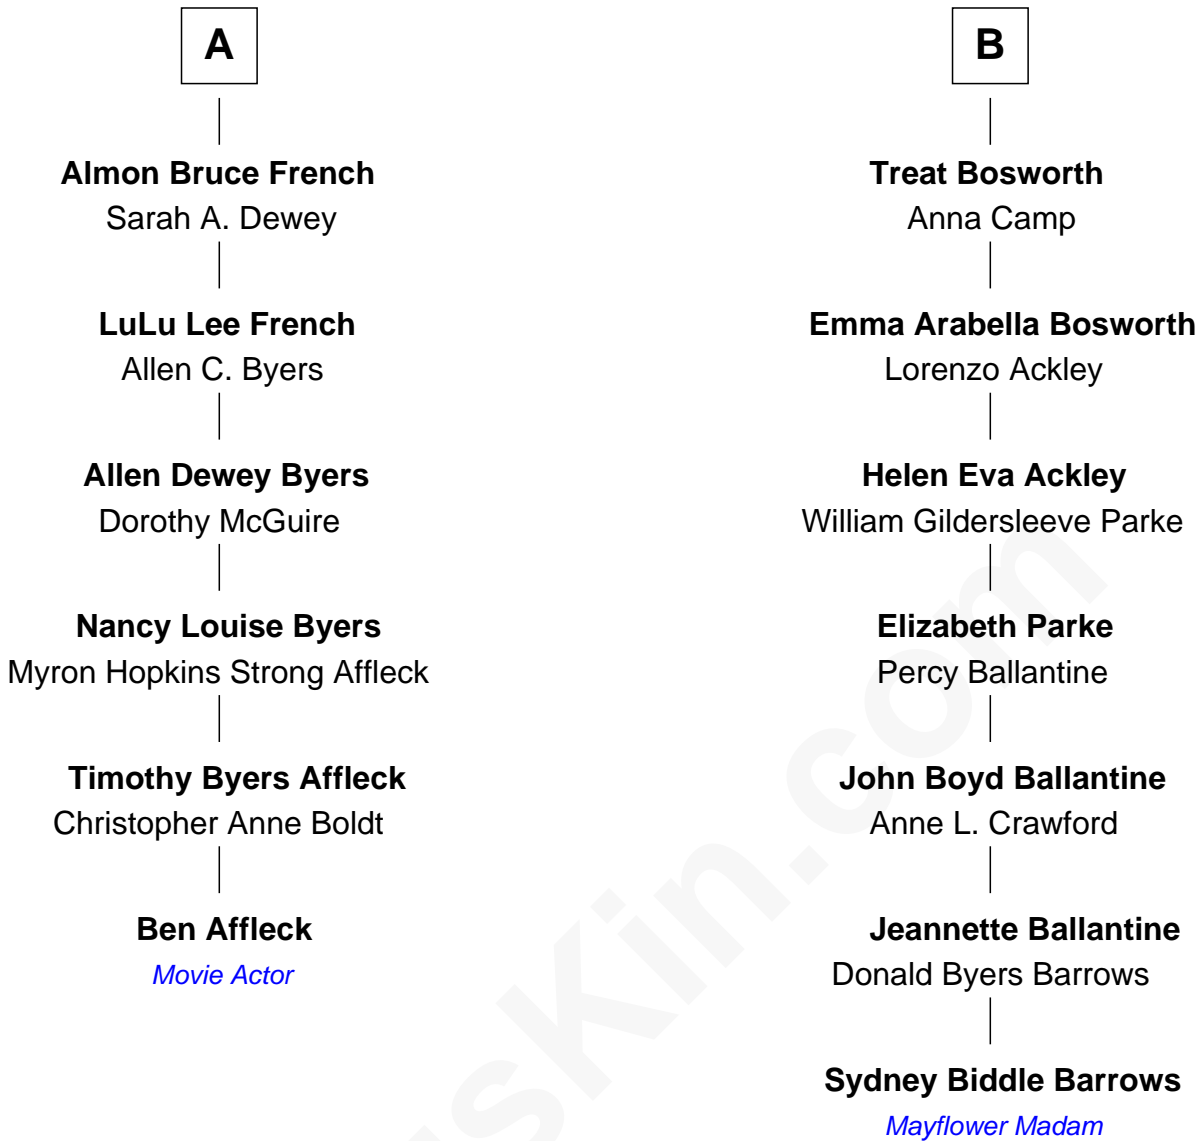 A
Almon Bruce French
Sarah A. Dewey
LuLu Lee French
Allen C. Byers
Allen Dewey Byers
Dorothy McGuire
Nancy Louise Byers
Myron Hopkins Strong Affleck
Timothy Byers Affleck
Christopher Anne Boldt
Ben Affleck
Movie Actor
B
Treat Bosworth
Anna Camp
Emma Arabella Bosworth
Lorenzo Ackley
Helen Eva Ackley
William Gildersleeve Parke
Elizabeth Parke
Percy Ballantine
John Boyd Ballantine
Anne L. Crawford
Jeannette Ballantine
Donald Byers Barrows
Sydney Biddle Barrows
Mayflower Madam